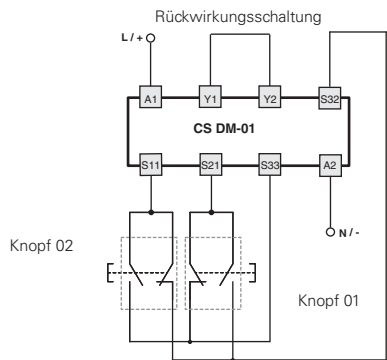 Rückwirkungsschaltung
L / +
A1
Y1
Y2
S32
CS DM-01
S11
S21
S33
A2
N / -
Knopf 02
Knopf 01